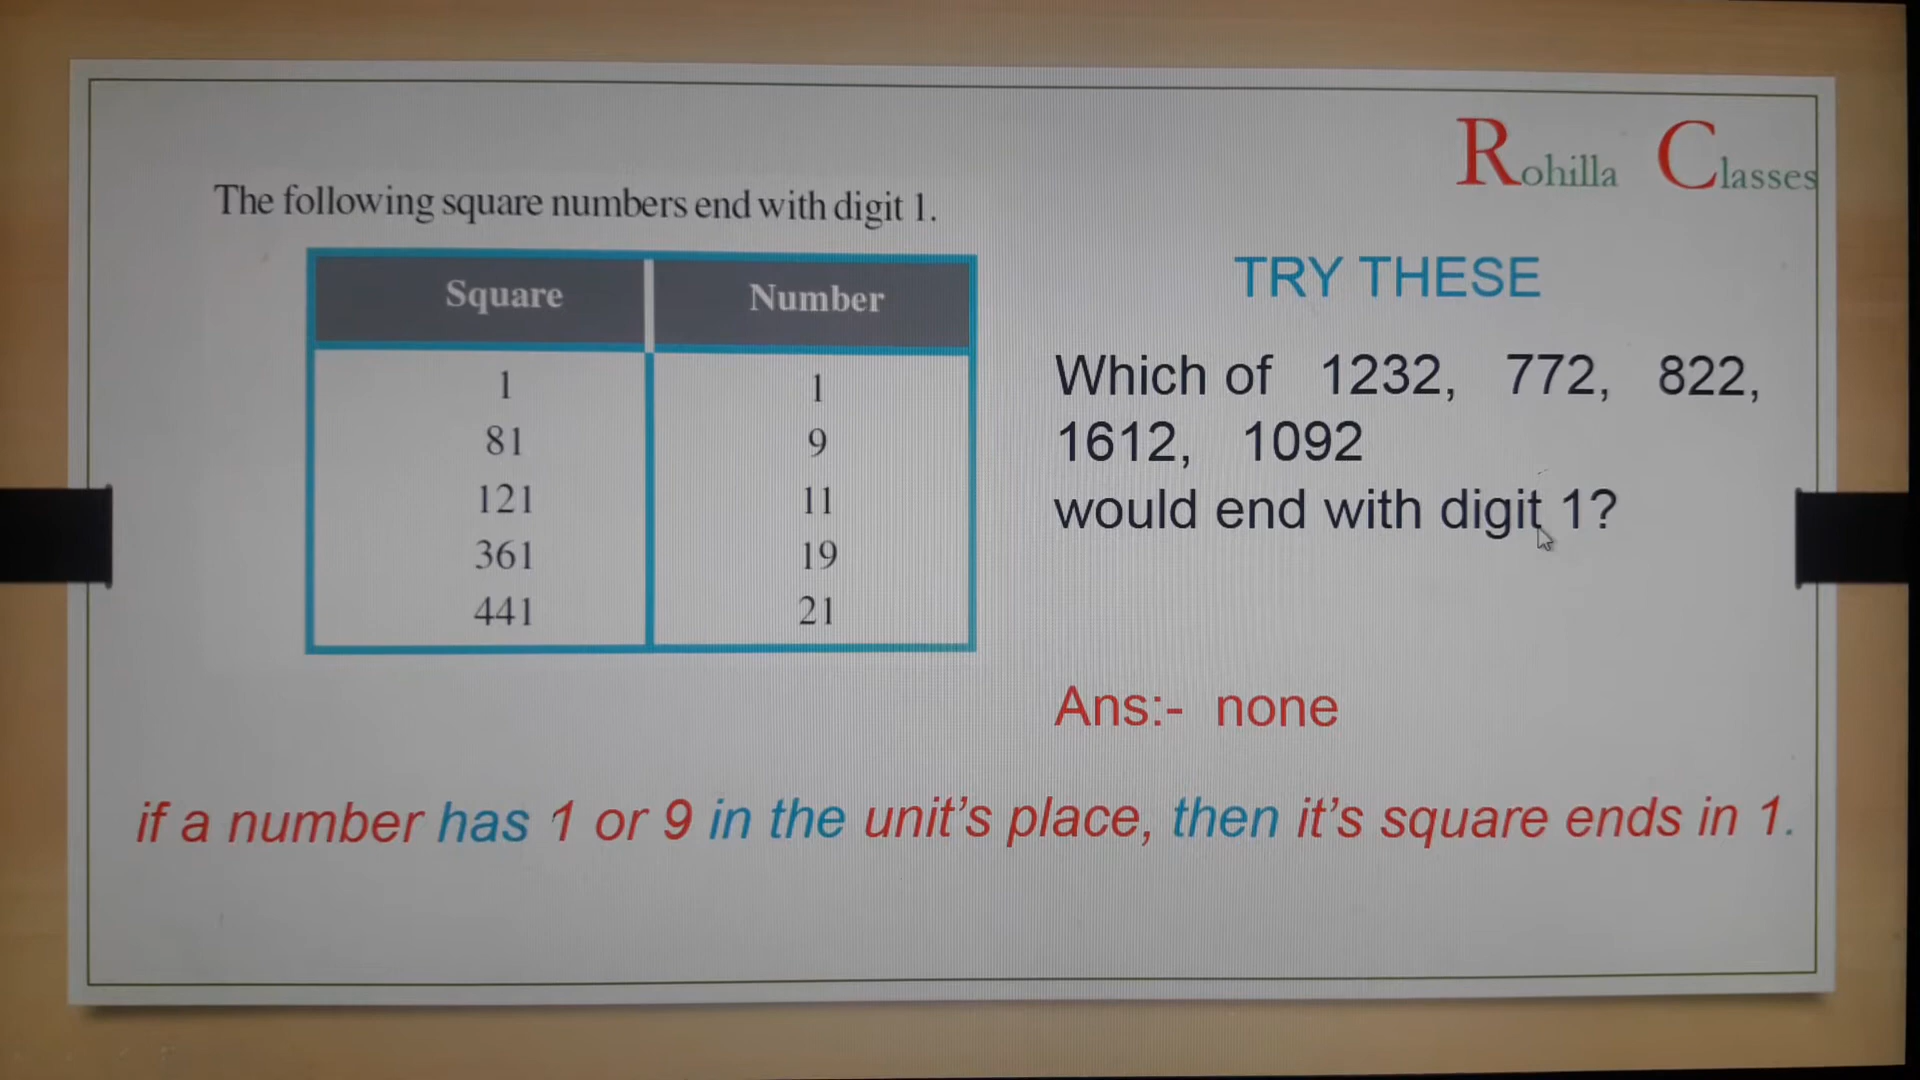 Rohilla Classes
The following square numbers end with digit 1.
Square Number
1 1
81 9
121 11
361 19
441 21
TRY THESE
Which of 1232, 772, 822,
1612, 1092
would end with digit 1?
Ans:- none
if a number has 1 or 9 in the unit's place, then it's square ends in 1.